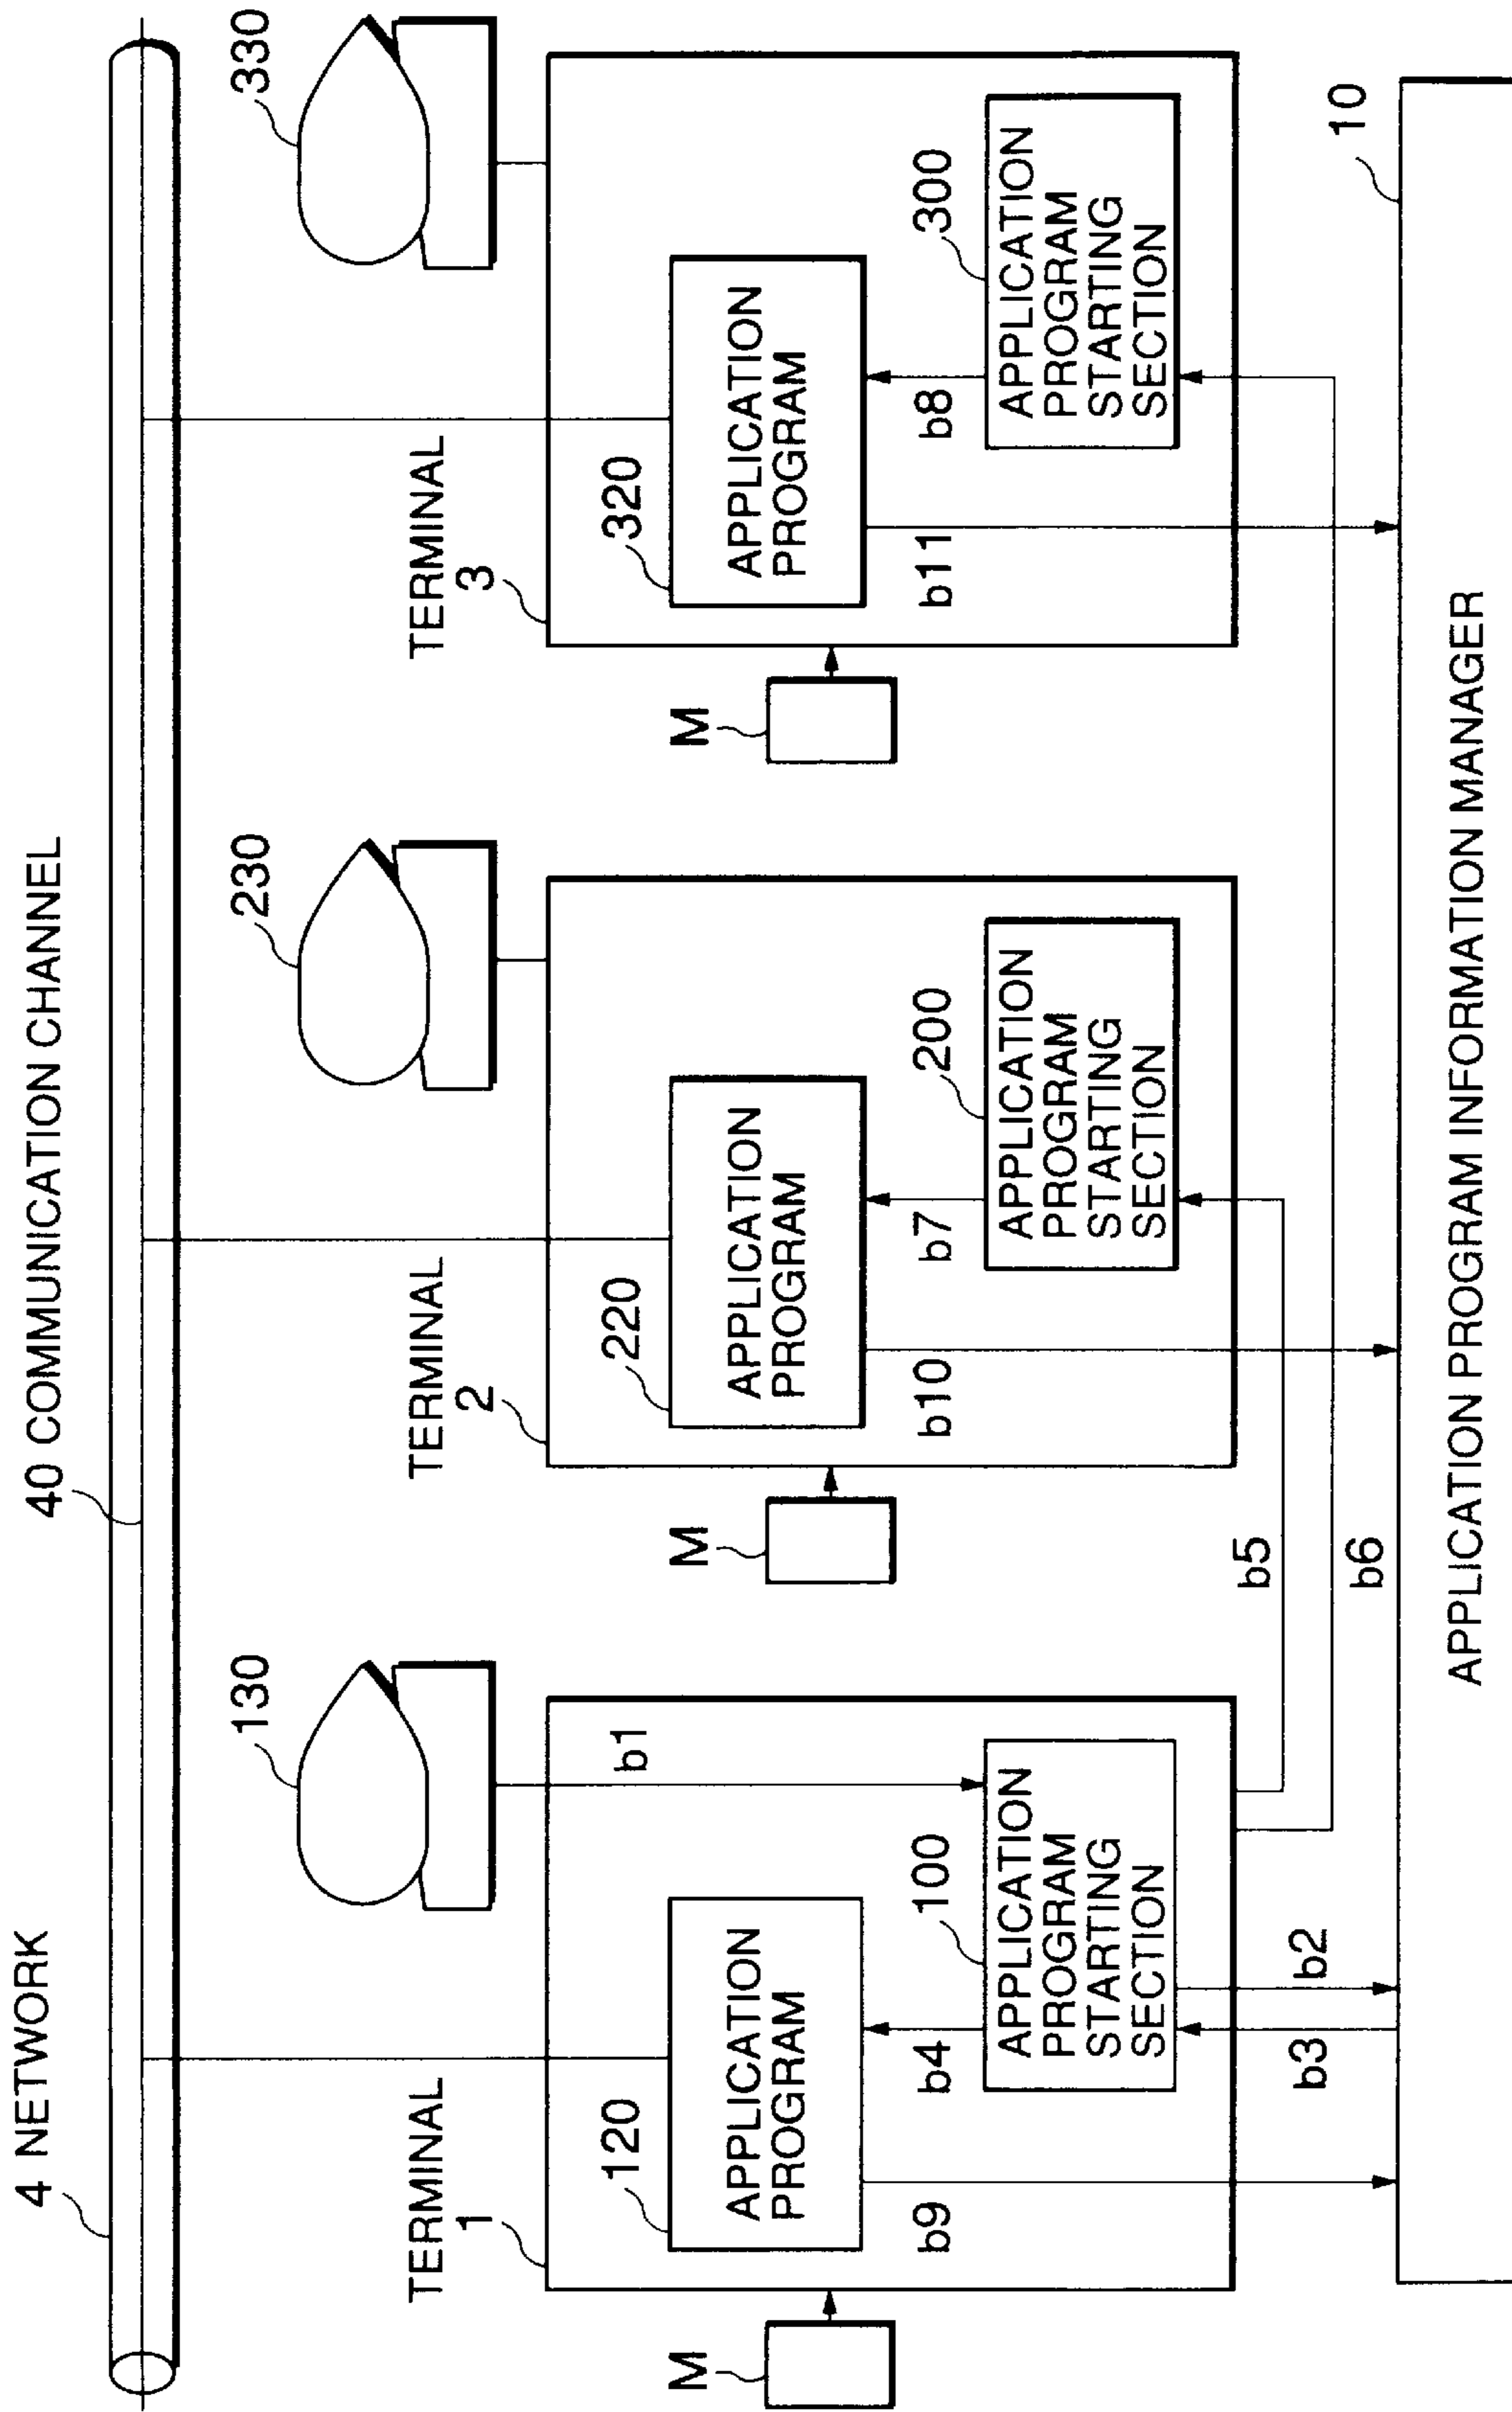 4 NETWORK
40 COMMUNICATION CHANNEL
130
230
330
TERMINAL
1
TERMINAL
2
TERMINAL
3
M
120
APPLICATION
PROGRAM
b1
b9
b4
100
APPLICATION
PROGRAM
STARTING
SECTION
b3
b2
M
220
APPLICATION
PROGRAM
b10
b7
200
APPLICATION
PROGRAM
STARTING
SECTION
b5
b6
M
320
APPLICATION
PROGRAM
b11
b8
300
APPLICATION
PROGRAM
STARTING
SECTION
10
APPLICATION PROGRAM INFORMATION MANAGER